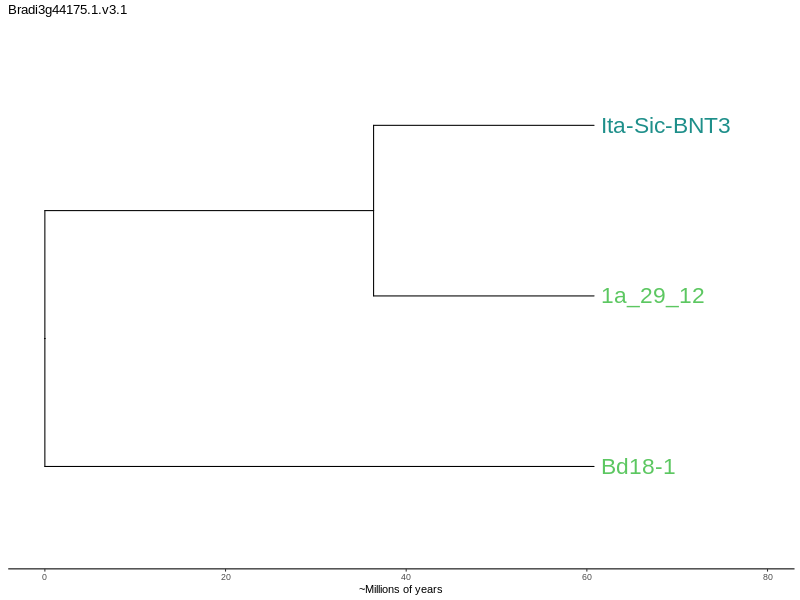 Bradi3g44175.1.v3.1
Ita-Sic-BNT3
1a_29_12
Bd18-1
0 20 40 60 80
~Millions of years